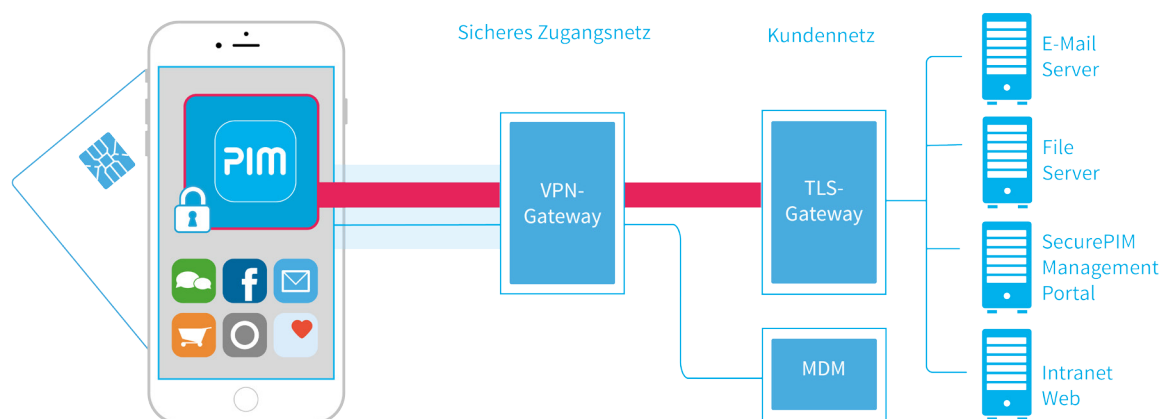 Sicheres Zugangsnetz
Kundennetz
E-Mail
Server
PIM
VPN-
Gateway
TLS-
Gateway
File
Server
SecurePIM
Management
Portal
f
MDM
Intranet
Web